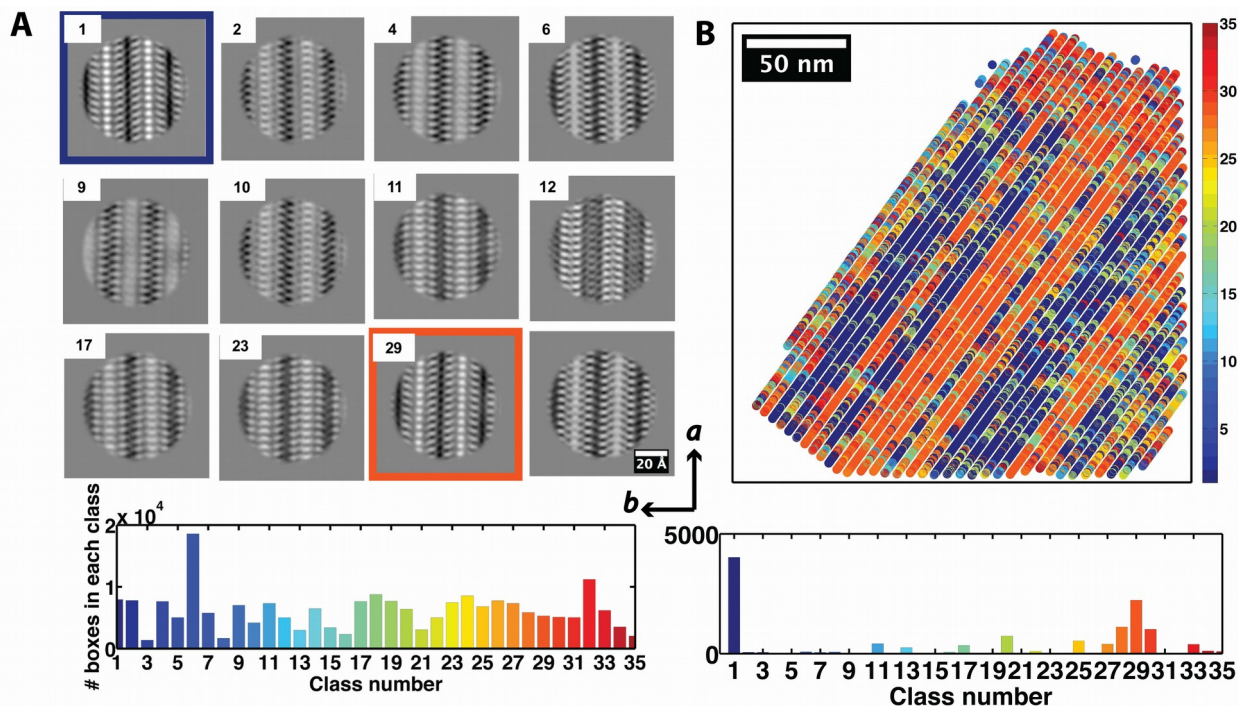 A
1
2
4
6
9
10
11
12
17
23
29
20 Å
a
b
B
50 nm
35
30
25
20
15
10
5
2 x 10^4
1
0
# boxes in each class
1 3 5 7 9 11 13 15 17 19 21 23 25 27 29 31 33 35
Class number
5000
0
1 3 5 7 9 11 13 15 17 19 21 23 25 27 29 31 33 35
Class number